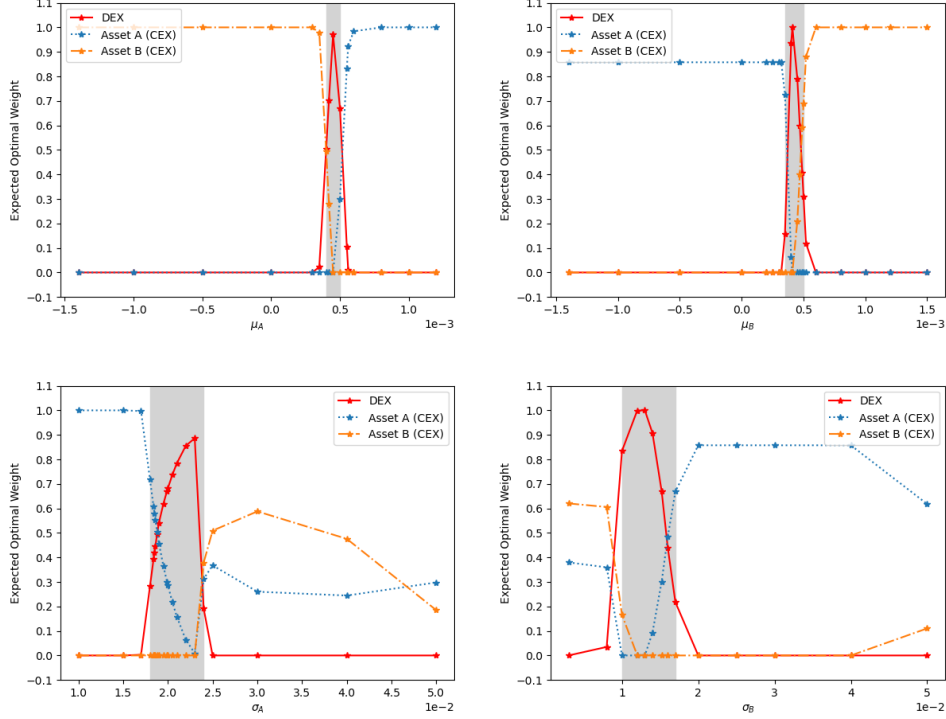 1.1
1.0
0.9
0.8
0.7
0.6
0.5
0.4
0.3
0.2
0.1
0.0
−0.1
Expected Optimal Weight
DEX
Asset A (CEX)
Asset B (CEX)
−1.5 −1.0 −0.5 0.0 0.5 1.0
1e−3
μA
1.1
1.0
0.9
0.8
0.7
0.6
0.5
0.4
0.3
0.2
0.1
0.0
−0.1
Expected Optimal Weight
DEX
Asset A (CEX)
Asset B (CEX)
−1.0 −0.5 0.0 0.5 1.0 1.5
1e−3
μB
1.1
1.0
0.9
0.8
0.7
0.6
0.5
0.4
0.3
0.2
0.1
0.0
−0.1
Expected Optimal Weight
DEX
Asset A (CEX)
Asset B (CEX)
1.0 1.5 2.0 2.5 3.0 3.5 4.0 4.5 5.0
1e−2
σA
1.1
1.0
0.9
0.8
0.7
0.6
0.5
0.4
0.3
0.2
0.1
0.0
−0.1
Expected Optimal Weight
DEX
Asset A (CEX)
Asset B (CEX)
1 2 3 4 5
1e−2
σB